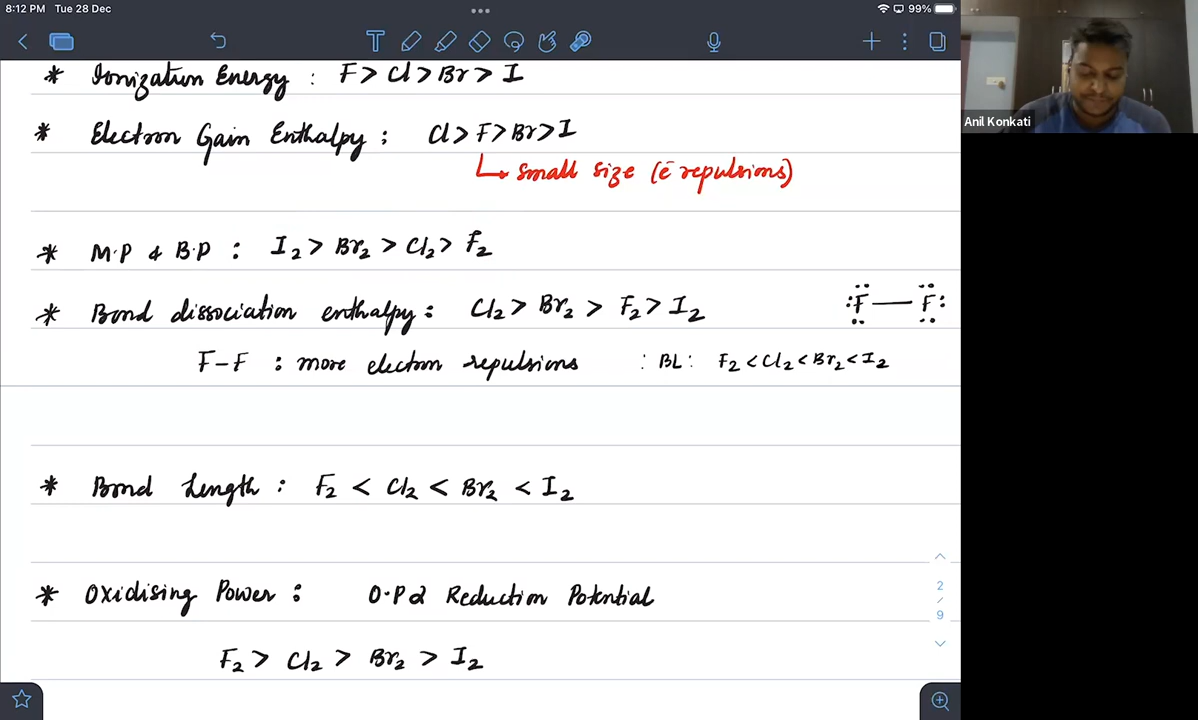 8:12 PM Tue 28 Dec
99%
* Ionization Energy : F > Cl > Br > I
* Electron Gain Enthalpy : Cl > F > Br > I
↳ small size (ē repulsions)
* M.P & B.P : I₂ > Br₂ > Cl₂ > F₂
* Bond dissociation enthalpy : Cl₂ > Br₂ > F₂ > I₂
:F — F:
F-F : more electron repulsions : BL : F₂ < Cl₂ < Br₂ < I₂
* Bond length : F₂ < Cl₂ < Br₂ < I₂
* Oxidising Power : O.P α Reduction Potential
F₂ > Cl₂ > Br₂ > I₂
2
/
9
T
Anil Konkati